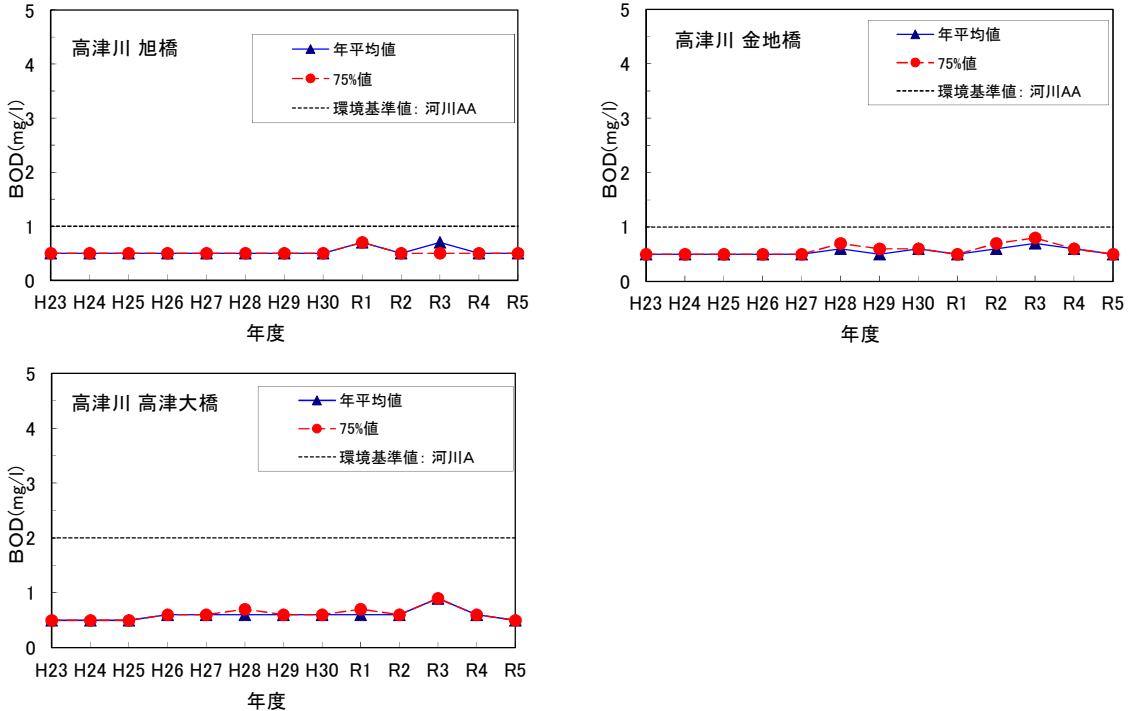 高津川 旭橋
年平均値
75%値
環境基準値: 河川AA
BOD(mg/l)
5
4
3
2
1
0
H23 H24 H25 H26 H27 H28 H29 H30 R1 R2 R3 R4 R5
年度
高津川 金地橋
年平均値
75%値
環境基準値: 河川AA
BOD(mg/l)
5
4
3
2
1
0
H23 H24 H25 H26 H27 H28 H29 H30 R1 R2 R3 R4 R5
年度
高津川 高津大橋
年平均値
75%値
環境基準値: 河川A
BOD(mg/l)
5
4
3
2
1
0
H23 H24 H25 H26 H27 H28 H29 H30 R1 R2 R3 R4 R5
年度